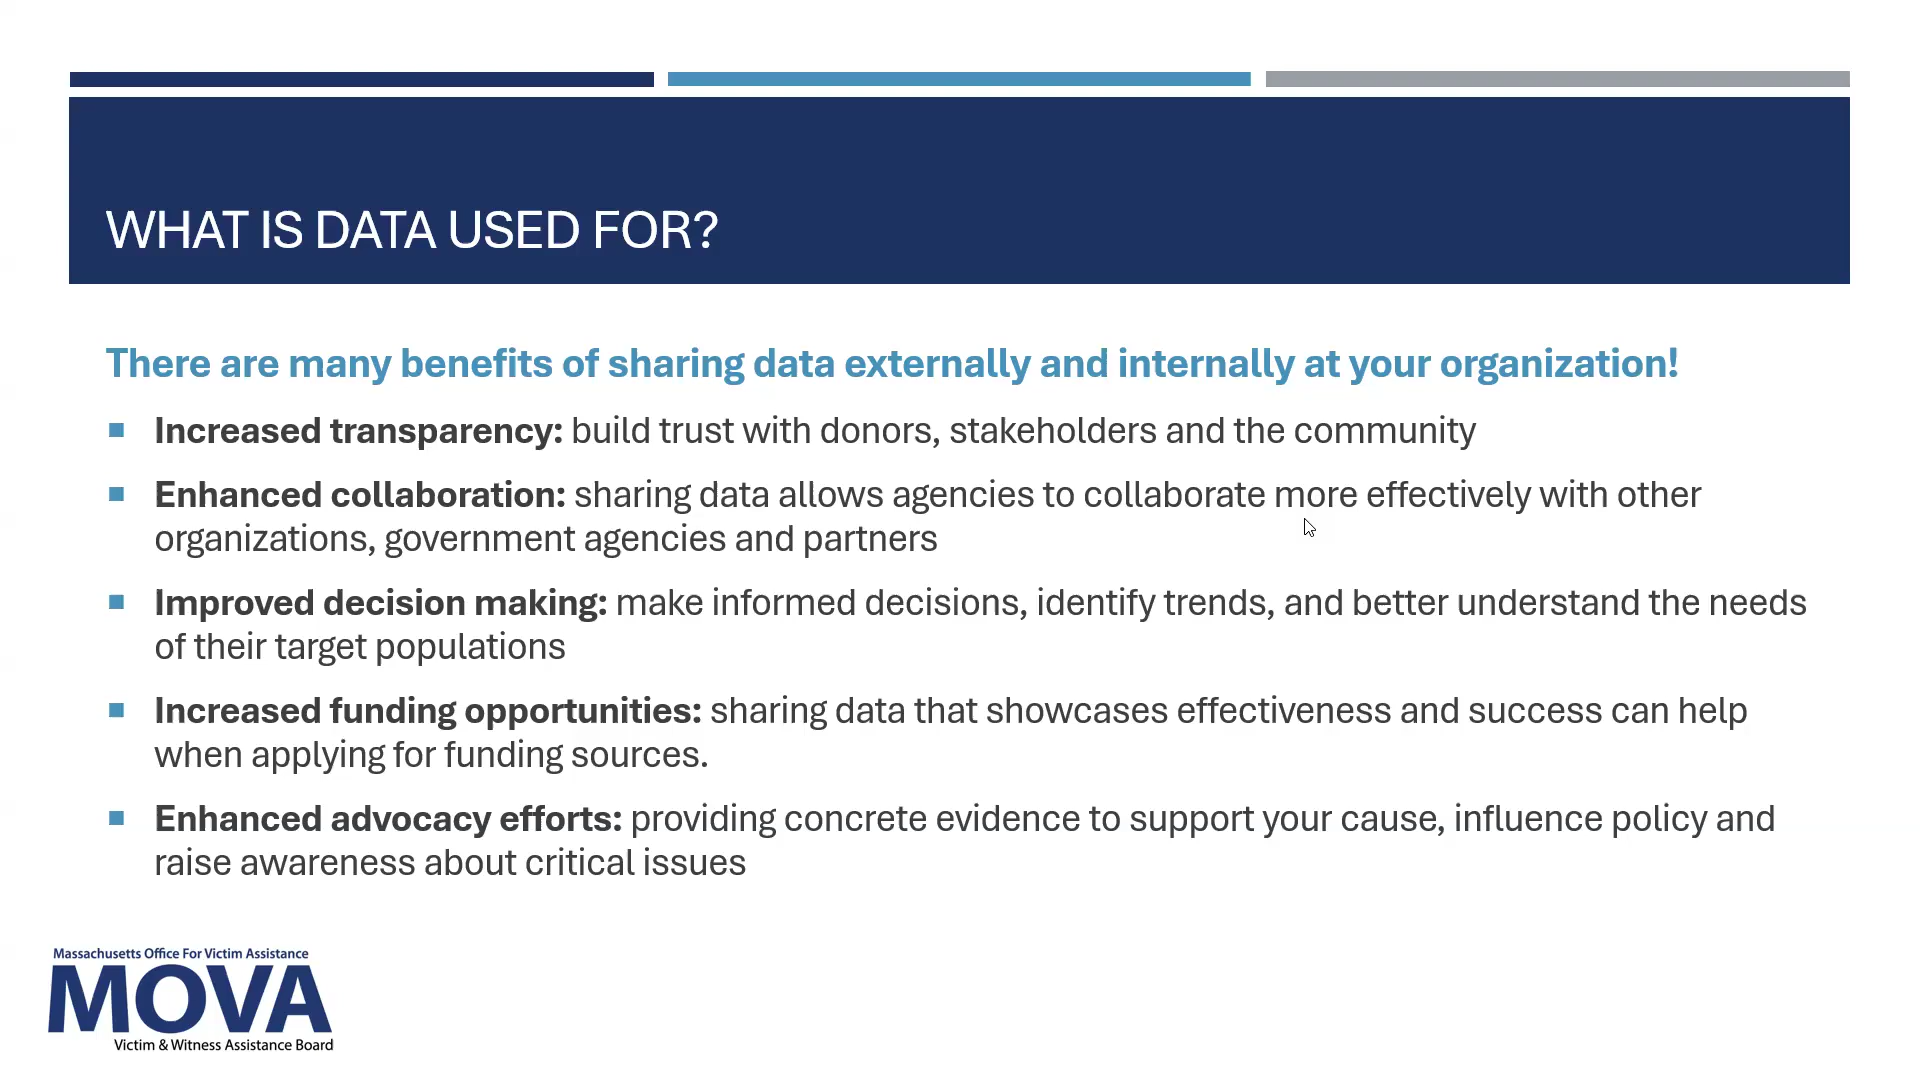 WHAT IS DATA USED FOR?
There are many benefits of sharing data externally and internally at your organization!
Increased transparency: build trust with donors, stakeholders and the community
Enhanced collaboration: sharing data allows agencies to collaborate more effectively with other
organizations, government agencies and partners
Improved decision making: make informed decisions, identify trends, and better understand the needs
of their target populations
Increased funding opportunities: sharing data that showcases effectiveness and success can help
when applying for funding sources.
Enhanced advocacy efforts: providing concrete evidence to support your cause, influence policy and
raise awareness about critical issues
Massachusetts Office For Victim Assistance
MOVA
Victim & Witness Assistance Board